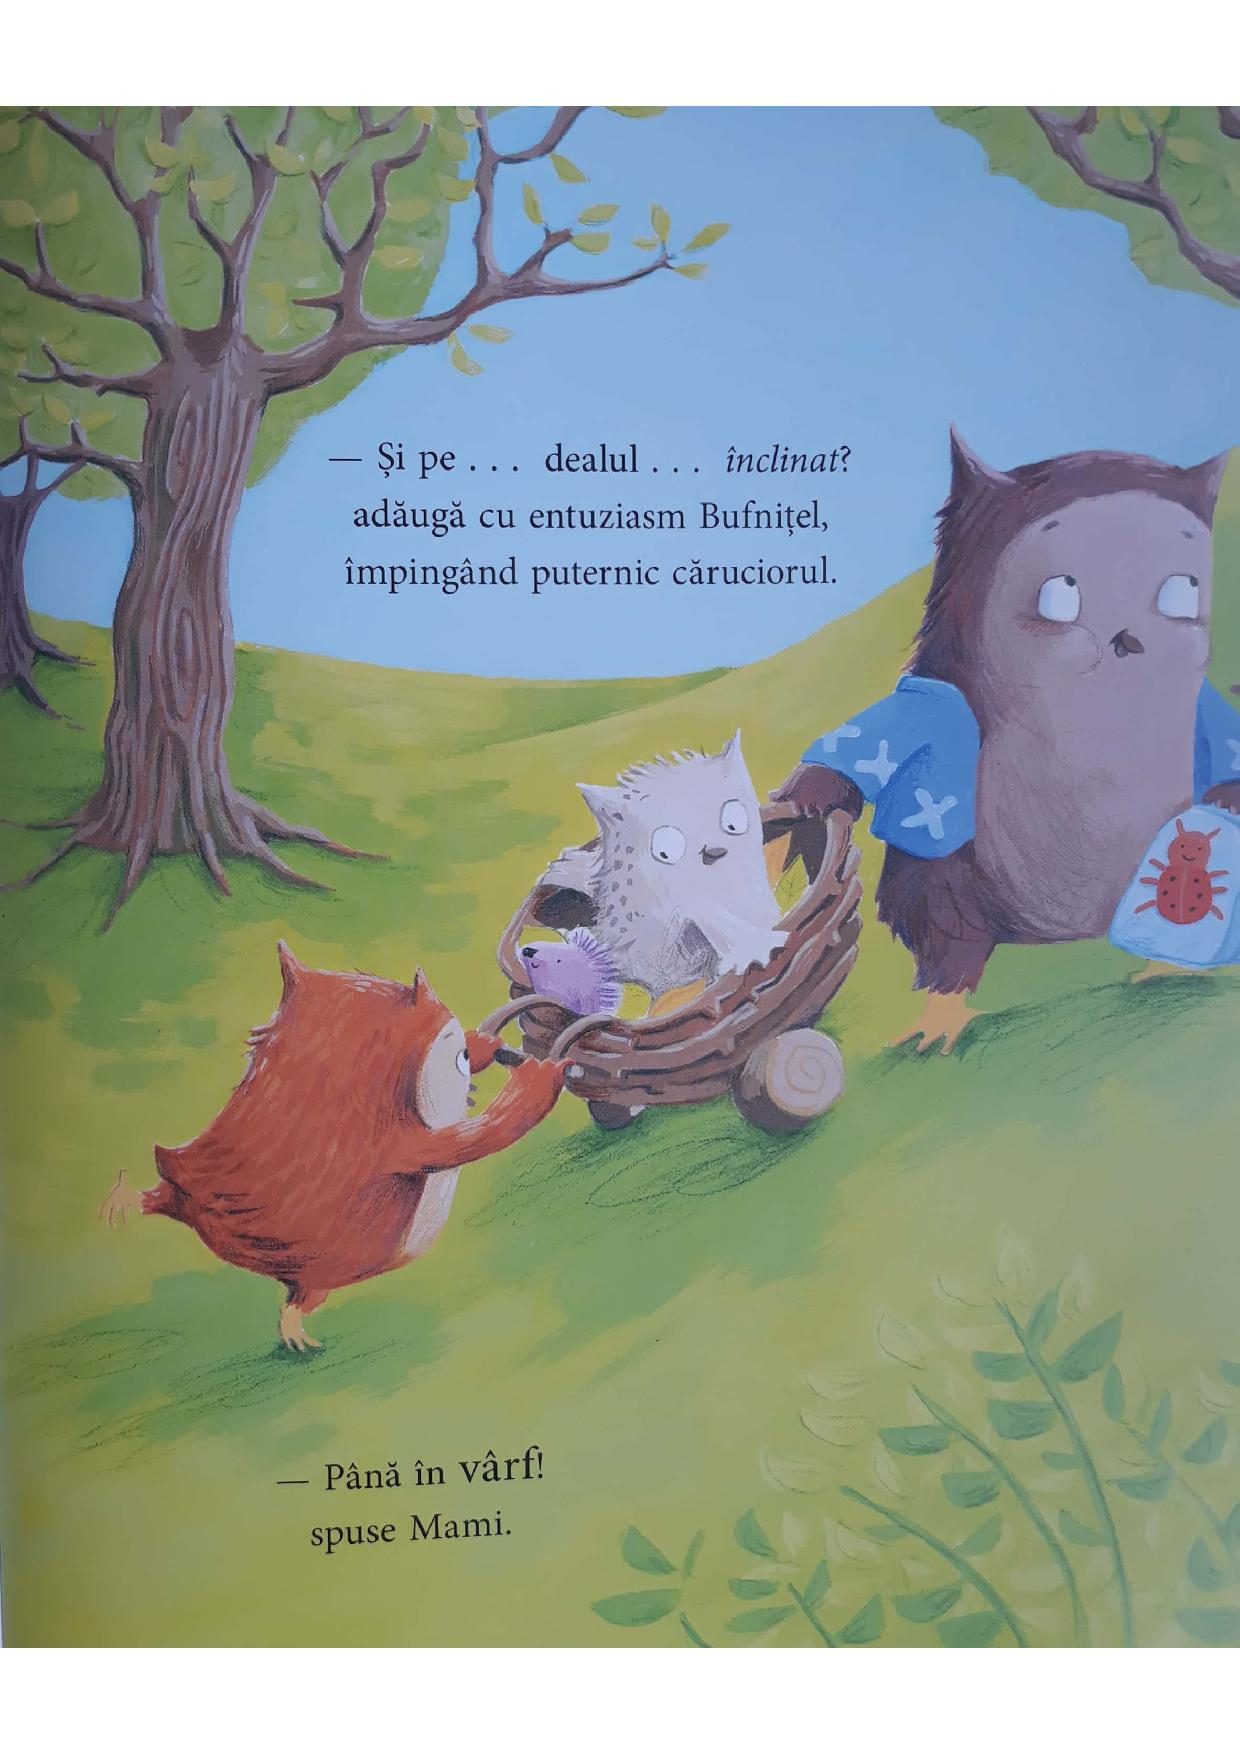 — Și pe . . . dealul . . . înclinat?
adăugă cu entuziasm Bufnițel,
împingând puternic căruciorul.
— Până în vârf!
spuse Mami.